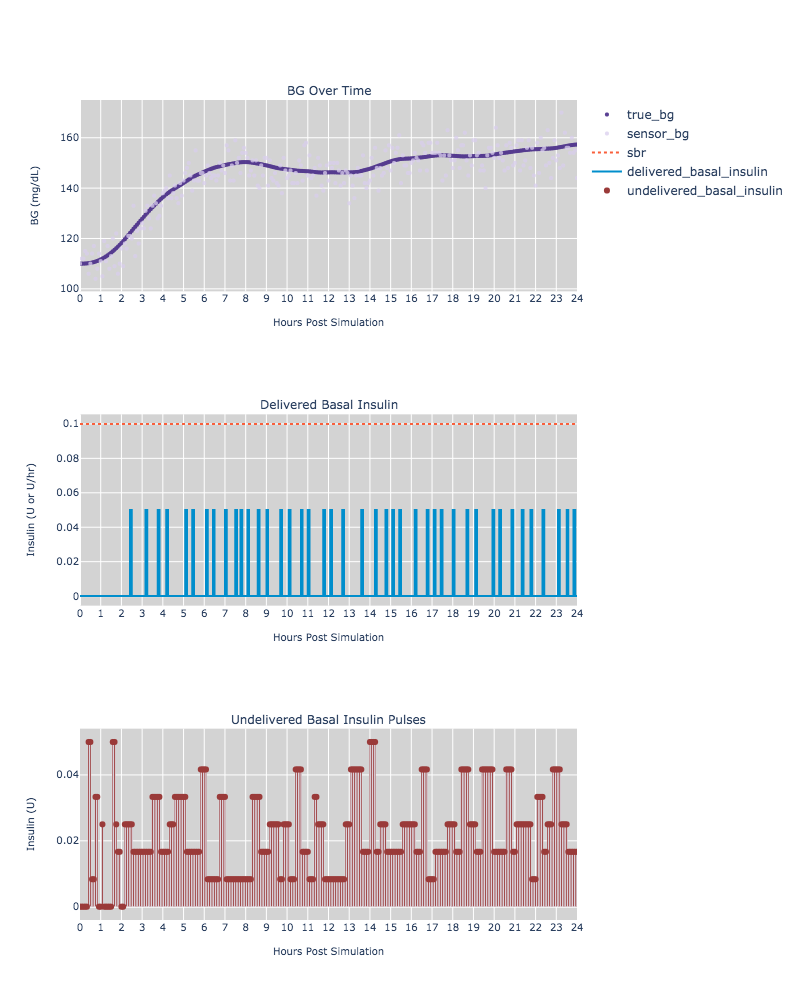 BG Over Time
160
140
120
100
BG (mg/dL)
0 1 2 3 4 5 6 7 8 9 10 11 12 13 14 15 16 17 18 19 20 21 22 23 24
Hours Post Simulation
true_bg
sensor_bg
sbr
delivered_basal_insulin
undelivered_basal_insulin
Delivered Basal Insulin
0.1
0.08
0.06
0.04
0.02
0
Insulin (U or U/hr)
0 1 2 3 4 5 6 7 8 9 10 11 12 13 14 15 16 17 18 19 20 21 22 23 24
Hours Post Simulation
Undelivered Basal Insulin Pulses
0.04
0.02
0
Insulin (U)
0 1 2 3 4 5 6 7 8 9 10 11 12 13 14 15 16 17 18 19 20 21 22 23 24
Hours Post Simulation